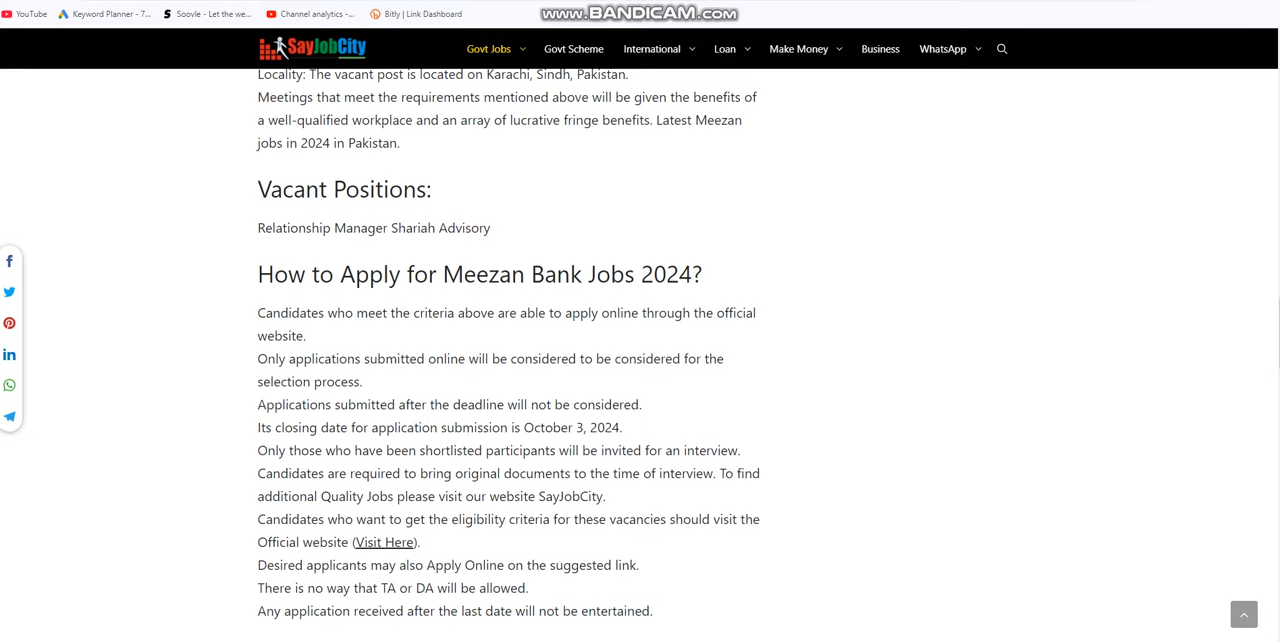 YouTube Keyword Planner - 7... Soovle - Let the we... Channel analytics -... Bitly | Link Dashboard
www.BANDICAM.com
SayJobCity Govt Jobs Govt Scheme International Loan Make Money Business WhatsApp
Locality: The vacant post is located on Karachi, Sindh, Pakistan.
Meetings that meet the requirements mentioned above will be given the benefits of
a well-qualified workplace and an array of lucrative fringe benefits. Latest Meezan
jobs in 2024 in Pakistan.
Vacant Positions:
Relationship Manager Shariah Advisory
How to Apply for Meezan Bank Jobs 2024?
Candidates who meet the criteria above are able to apply online through the official
website.
Only applications submitted online will be considered to be considered for the
selection process.
Applications submitted after the deadline will not be considered.
Its closing date for application submission is October 3, 2024.
Only those who have been shortlisted participants will be invited for an interview.
Candidates are required to bring original documents to the time of interview. To find
additional Quality Jobs please visit our website SayJobCity.
Candidates who want to get the eligibility criteria for these vacancies should visit the
Official website (Visit Here).
Desired applicants may also Apply Online on the suggested link.
There is no way that TA or DA will be allowed.
Any application received after the last date will not be entertained.